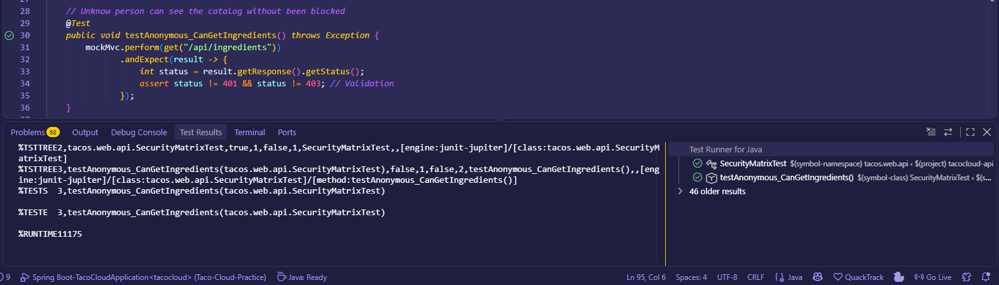 28 // Unknow person can see the catalog without been blocked
29 @Test
30 public void testAnonymous_CanGetIngredients() throws Exception {
31 mockMvc.perform(get("/api/ingredients"))
32 .andExpect(result -> {
33 int status = result.getResponse().getStatus();
34 assert status != 401 && status != 403; // Validation
35 });
36 }
Problems 68 Output Debug Console Test Results Terminal Ports
%TSTTREE2,tacos.web.api.SecurityMatrixTest,true,1,false,1,SecurityMatrixTest,,[engine:junit-jupiter]/[class:tacos.web.api.SecurityM
atrixTest]
%TSTTREE3,testAnonymous_CanGetIngredients(tacos.web.api.SecurityMatrixTest),false,1,false,2,testAnonymous_CanGetIngredients(),,[eng
ine:junit-jupiter]/[class:tacos.web.api.SecurityMatrixTest]/[method:testAnonymous_CanGetIngredients()]
%TESTS 3,testAnonymous_CanGetIngredients(tacos.web.api.SecurityMatrixTest)
%TESTE 3,testAnonymous_CanGetIngredients(tacos.web.api.SecurityMatrixTest)
%RUNTIME11175
Test Runner for Java
SecurityMatrixTest $(symbol-namespace) tacos.web.api < $(project) tacocloud-api
testAnonymous_CanGetIngredients() $(symbol-class) SecurityMatrixTest < $(s...
46 older results
9 Spring Boot-TacoCloudApplication<tacocloud> (Taco-Cloud-Practice) Java: Ready Ln 95, Col 6 Spaces: 4 UTF-8 CRLF Java QuackTrack Go Live